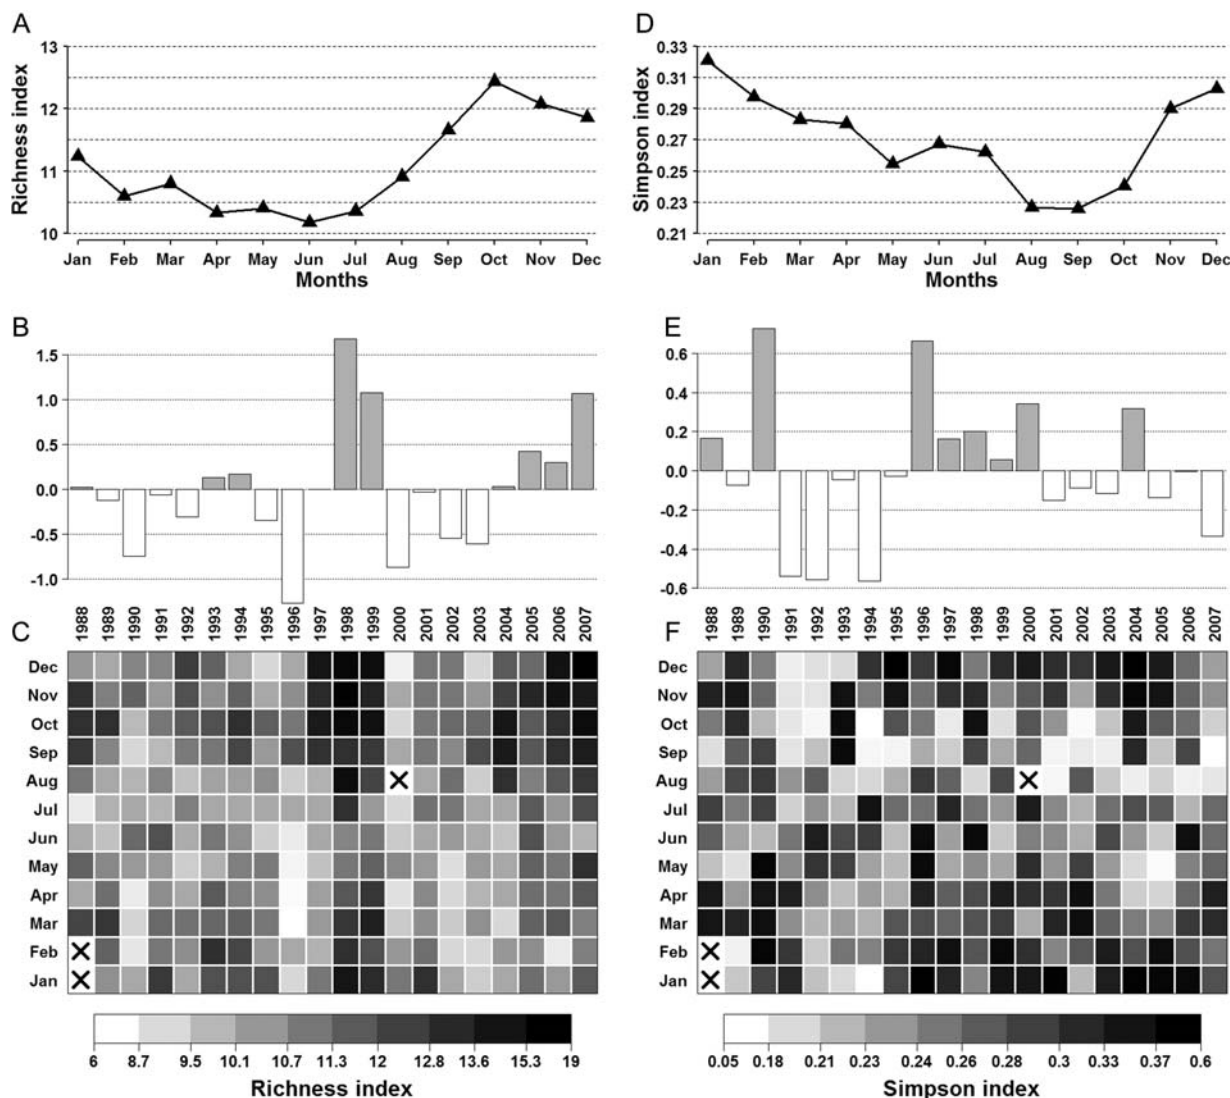 A
Richness index
13
12
11
10
Jan Feb Mar Apr May Jun Jul Aug Sep Oct Nov Dec
Months
D
Simpson index
0.33
0.31
0.29
0.27
0.25
0.23
0.21
Jan Feb Mar Apr May Jun Jul Aug Sep Oct Nov Dec
Months
B
1.5
1.0
0.5
0.0
-0.5
-1.0
1988 1989 1990 1991 1992 1993 1994 1995 1996 1997 1998 1999 2000 2001 2002 2003 2004 2005 2006 2007
E
0.6
0.4
0.2
0.0
-0.2
-0.4
-0.6
1988 1989 1990 1991 1992 1993 1994 1995 1996 1997 1998 1999 2000 2001 2002 2003 2004 2005 2006 2007
C
Dec
Nov
Oct
Sep
Aug
Jul
Jun
May
Apr
Mar
Feb
Jan
6 8.7 9.5 10.1 10.7 11.3 12 12.8 13.6 15.3 19
Richness index
F
Dec
Nov
Oct
Sep
Aug
Jul
Jun
May
Apr
Mar
Feb
Jan
0.05 0.18 0.21 0.23 0.24 0.26 0.28 0.3 0.33 0.37 0.6
Simpson index